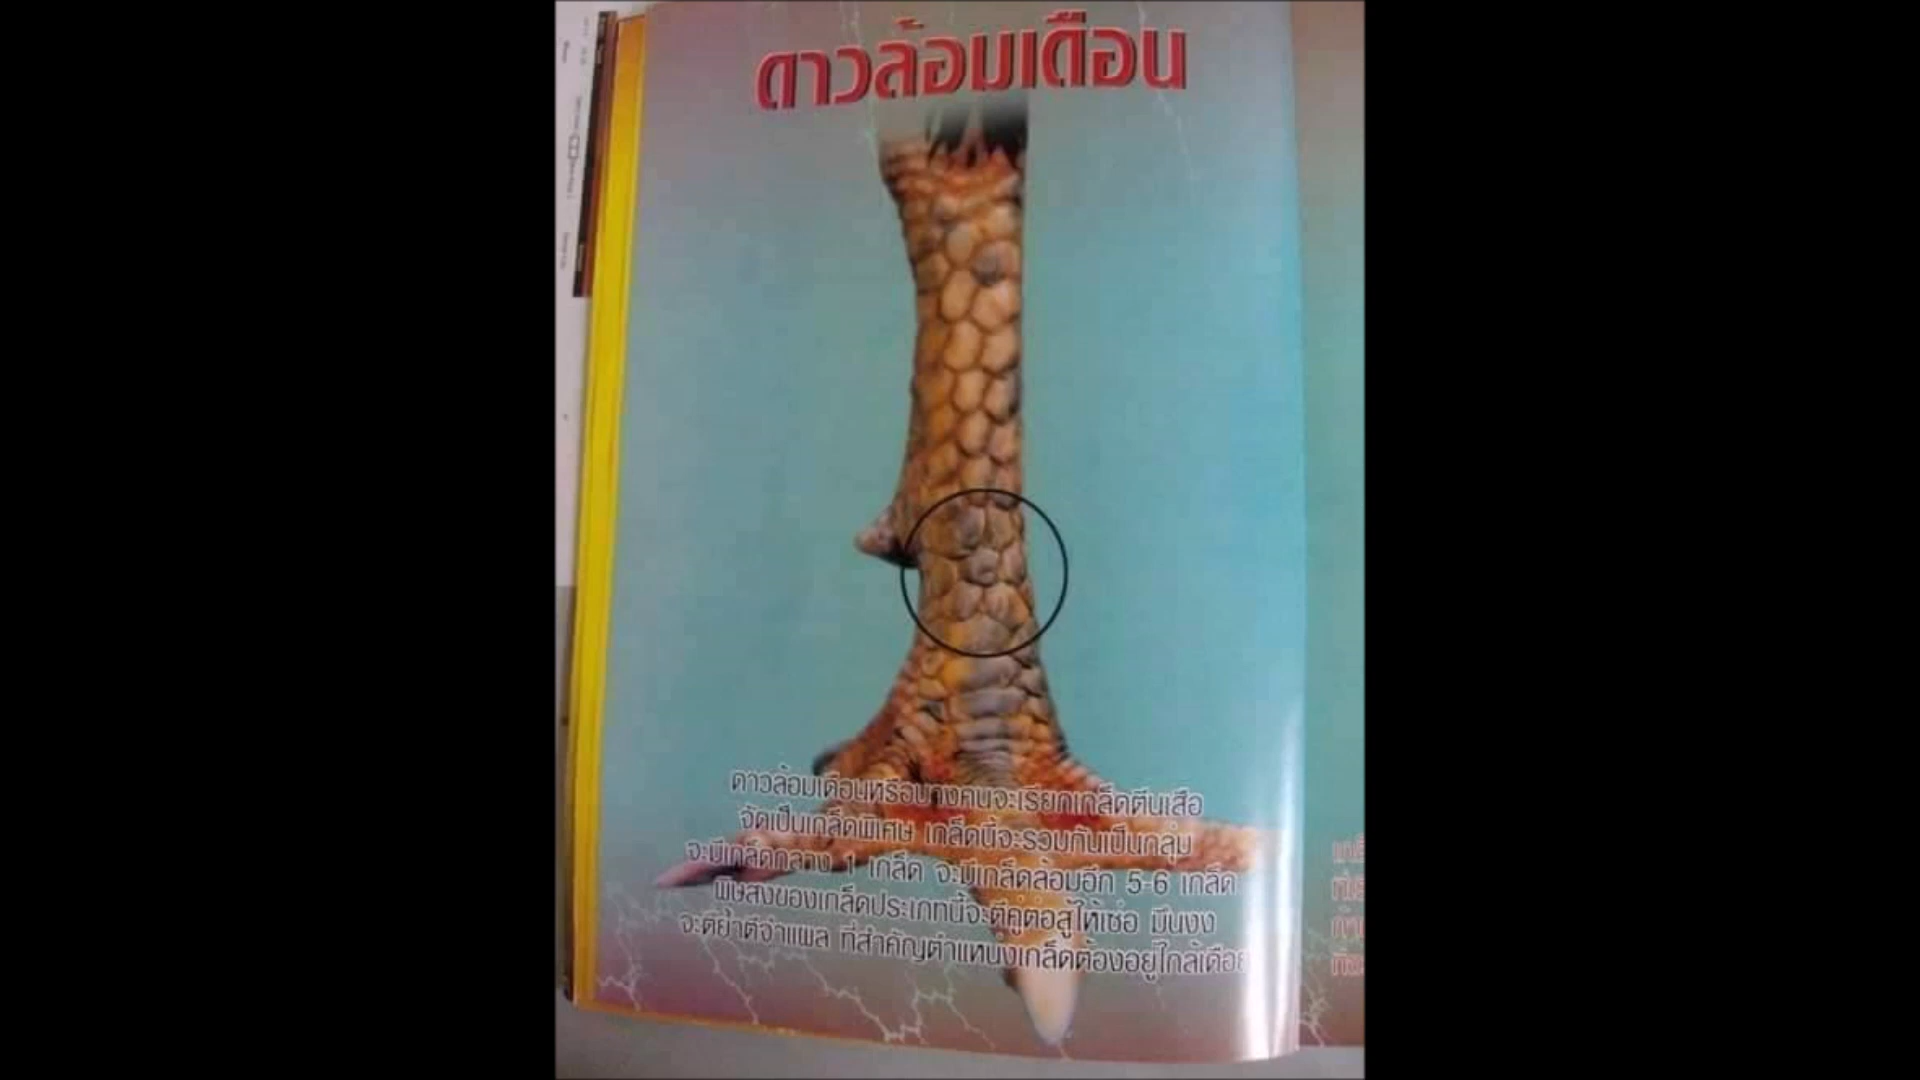 ดาวล้อมเดือน
ดาวล้อมเดือนหรือบางคนจะเรียกเกล็ดตีนเสือ
จัดเป็นเกล็ดพิเศษ เกล็ดนี้จะรวมกันเป็นกลุ่ม
จะมีเกล็ดกลาง 1 เกล็ด จะมีเกล็ดล้อมอีก 5-6 เกล็ด
พิษสงของเกล็ดประเภทนี้จะตีคู่ต่อสู้ให้เซ่อ มึนงง
จะตีย้ำตีจำแผล ที่สำคัญตำแหน่งเกล็ดต้องอยู่ใกล้เดือย